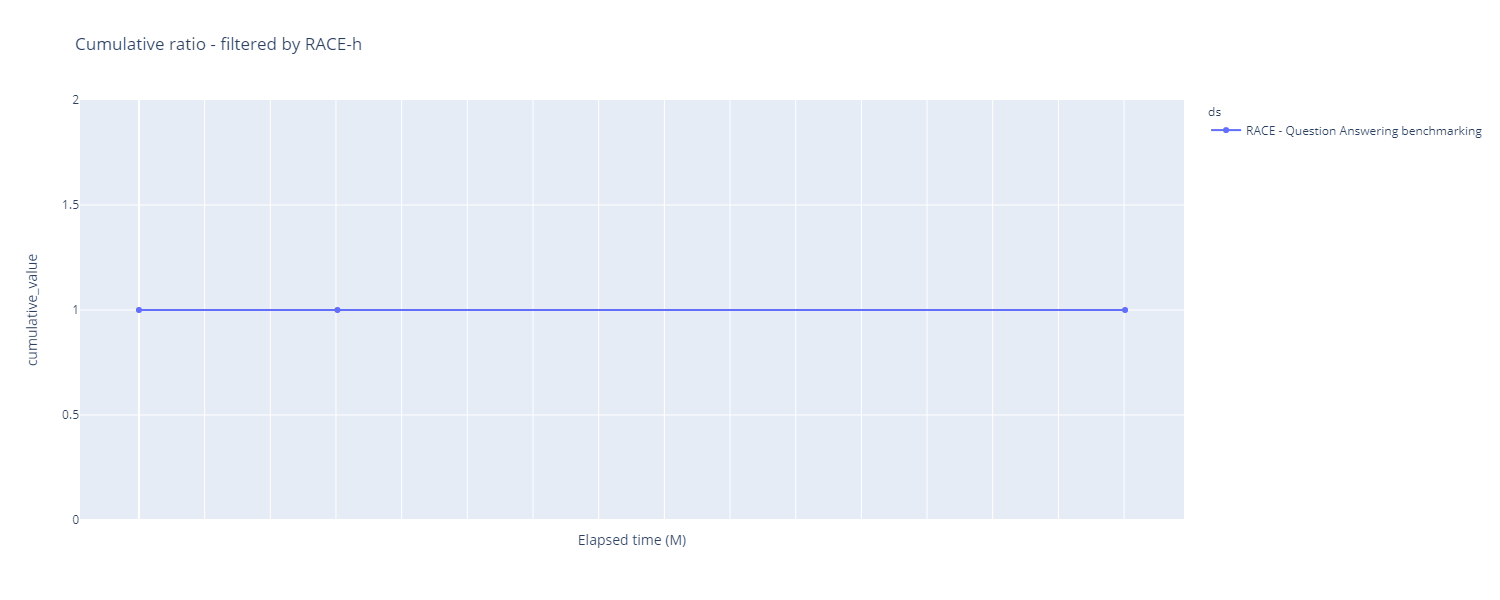 Cumulative ratio - filtered by RACE-h
2
1.5
1
0.5
0
cumulative_value
Elapsed time (M)
ds
RACE - Question Answering benchmarking